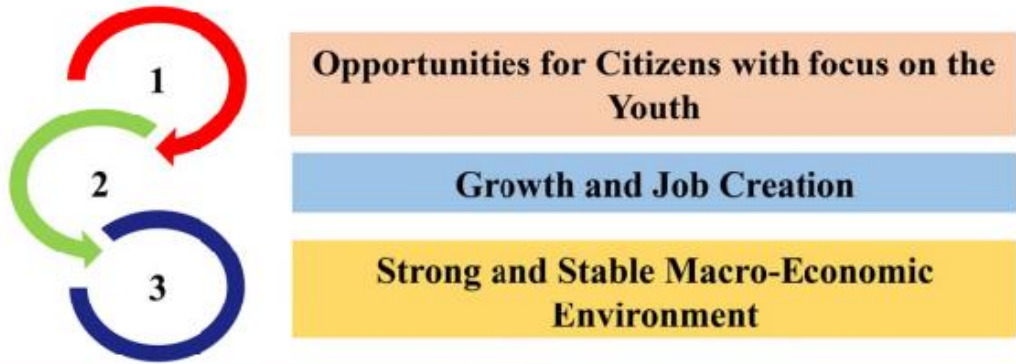 1
Opportunities for Citizens with focus on the
Youth
2
Growth and Job Creation
3
Strong and Stable Macro-Economic
Environment